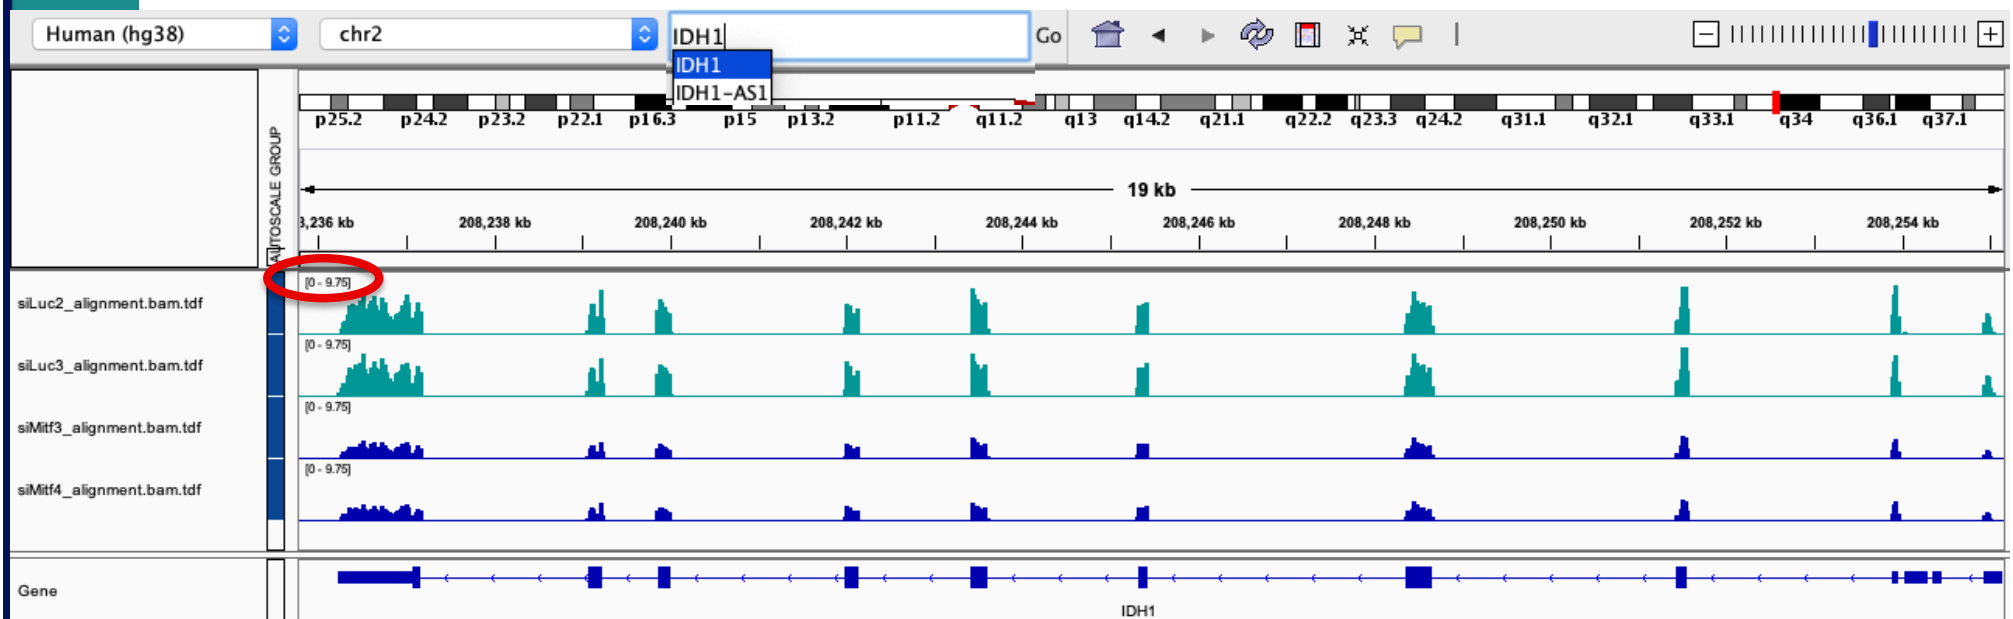 Human (hg38) chr2 IDH1 Go
IDH1
IDH1-AS1
p25.2 p24.2 p23.2 p22.1 p16.3 p15 p13.2 p11.2 q11.2 q13 q14.2 q21.1 q22.2 q23.3 q24.2 q31.1 q32.1 q33.1 q34 q36.1 q37.1
AUTOSCALE GROUP
19 kb
3,236 kb 208,238 kb 208,240 kb 208,242 kb 208,244 kb 208,246 kb 208,248 kb 208,250 kb 208,252 kb 208,254 kb
[0 - 9.75]
siLuc2_alignment.bam.tdf
[0 - 9.75]
siLuc3_alignment.bam.tdf
[0 - 9.75]
siMitf3_alignment.bam.tdf
[0 - 9.75]
siMitf4_alignment.bam.tdf
Gene
IDH1